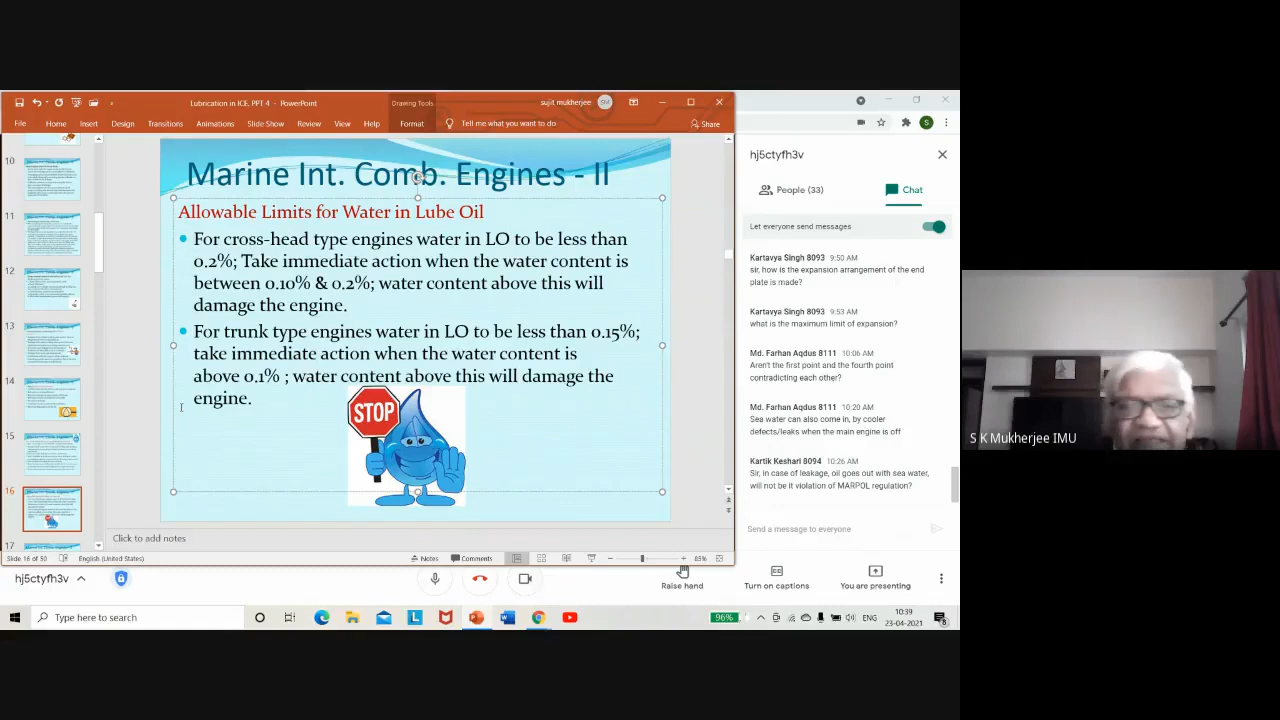 Lubrication in ICE, PPT 4 - PowerPoint
Drawing Tools
sujit mukherjee
SM
File Home Insert Design Transitions Animations Slide Show Review View Help Format Tell me what you want to do Share
10
11
12
13
14
15
16
17
Marine Int. Comb. Engines - II
Allowable Limits for Water in Lube Oil
• For cross-head type engines water in LO to be less than
0.2%; Take immediate action when the water content is
between 0.10% & 0.2%; water content above this will
damage the engine.
• For trunk type engines water in LO to be less than 0.15%;
take immediate action when the water content is
above 0.1% ; water content above this will damage the
engine.
STOP
Click to add notes
Slide 16 of 50 English (United States) Notes Comments 85%
S
hj5ctyfh3v
People (33) Chat
Let everyone send messages
Kartavya Singh 8093 9:50 AM
sir, how is the expansion arrangement of the end
plate is made?
Kartavya Singh 8093 9:53 AM
what is the maximum limit of expansion?
Md. Farhan Aqdus 8111 10:06 AM
Aren't the first point and the fourth point
contradicting each other?
Md. Farhan Aqdus 8111 10:20 AM
Sea water can also come in, by cooler
defects/leaks when the main engine is off
Kartik Keshari 8094 10:26 AM
Sir, in case of leakage, oil goes out with sea water,
will not be it violation of MARPOL regulation?
Send a message to everyone
hj5ctyfh3v
Raise hand Turn on captions You are presenting
Type here to search
96%
ENG
10:39
23-04-2021
8
S K Mukherjee IMU